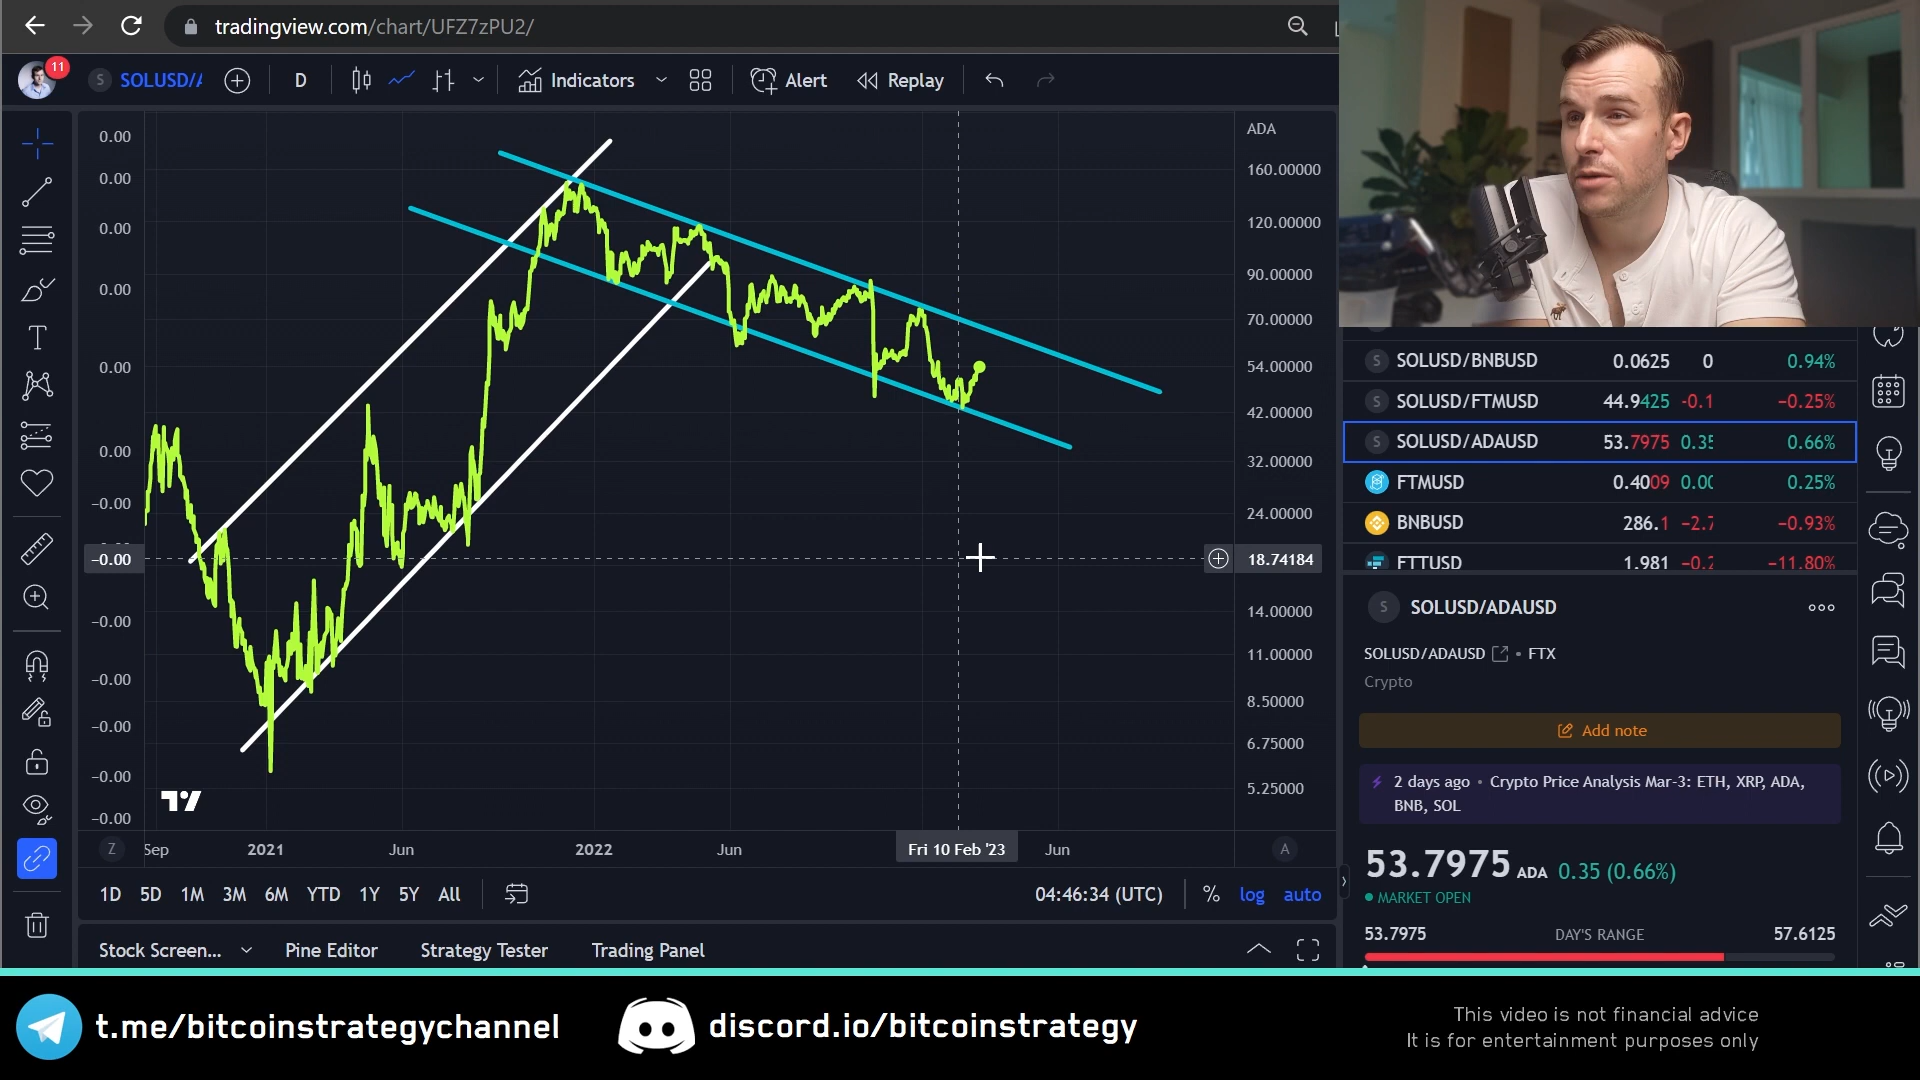 tradingview.com/chart/UFZ7zPU2/
11
S SOLUSD/A
D
Indicators
Alert
Replay
0.00
0.00
0.00
0.00
0.00
0.00
-0.00
-0.00
-0.00
-0.00
-0.00
-0.00
-0.00
ADA
160.00000
120.00000
90.00000
70.00000
54.00000
42.00000
32.00000
24.00000
18.74184
14.00000
11.00000
8.50000
6.75000
5.25000
Z
Sep
2021
Jun
2022
Jun
Fri 10 Feb '23
Jun
A
1D 5D 1M 3M 6M YTD 1Y 5Y All
04:46:34 (UTC)
% log auto
Stock Screen...
Pine Editor
Strategy Tester
Trading Panel
S SOLUSD/BNBUSD 0.0625 0 0.94%
S SOLUSD/FTMUSD 44.9425 -0.1 -0.25%
S SOLUSD/ADAUSD 53.7975 0.35 0.66%
FTMUSD 0.4009 0.00 0.25%
BNBUSD 286.1 -2.7 -0.93%
FTTUSD 1.981 -0.2 -11.80%
S SOLUSD/ADAUSD
SOLUSD/ADAUSD • FTX
Crypto
Add note
2 days ago • Crypto Price Analysis Mar-3: ETH, XRP, ADA,
BNB, SOL
53.7975 ADA 0.35 (0.66%)
MARKET OPEN
53.7975 DAY'S RANGE 57.6125
t.me/bitcoinstrategychannel
discord.io/bitcoinstrategy
This video is not financial advice
It is for entertainment purposes only